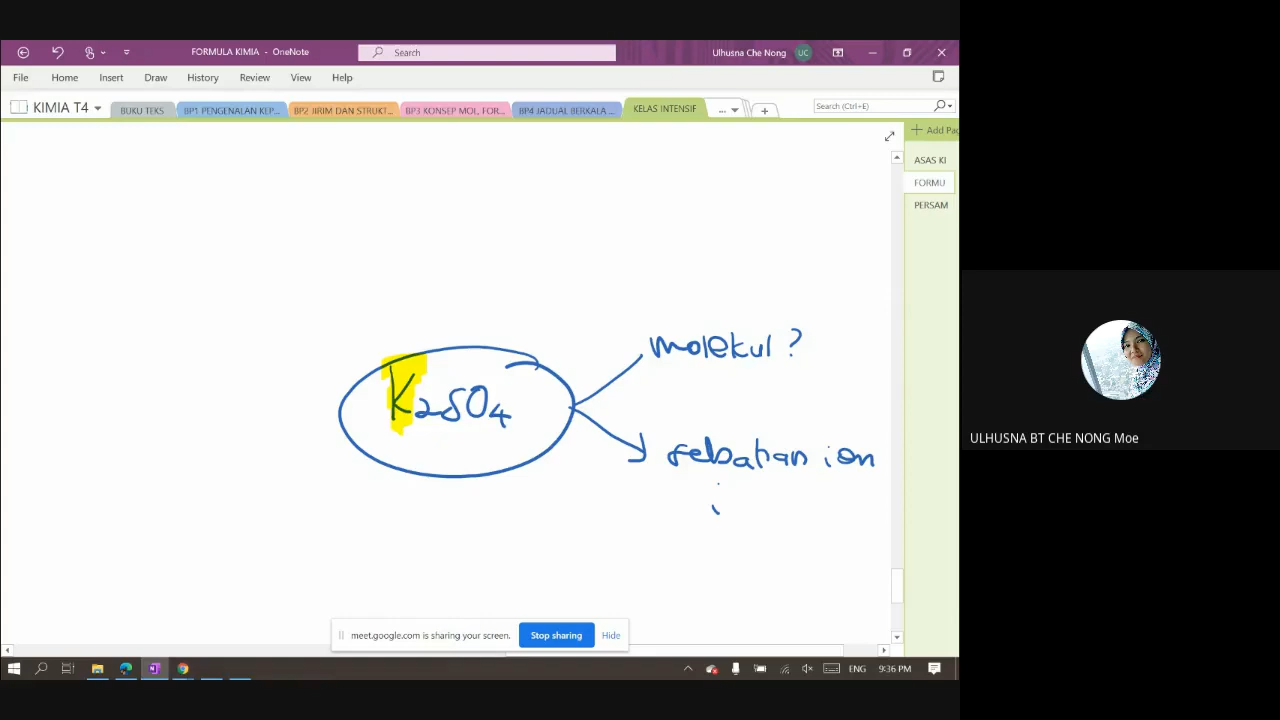 FORMULA KIMIA - OneNote
Search
Ulhusna Che Nong
UC
File Home Insert Draw History Review View Help
KIMIA T4
BUKU TEKS
BP1 PENGENALAN KEP...
BP2 JIRIM DAN STRUKT...
BP3 KONSEP MOL, FOR...
BP4 JADUAL BERKALA ...
KELAS INTENSIF
...
Search (Ctrl+E)
Add Pag
ASAS KI
FORMU
PERSAM
molekul ?
K2SO4
sebatian ion
i
ULHUSNA BT CHE NONG Moe
meet.google.com is sharing your screen.
Stop sharing
Hide
ENG
9:36 PM